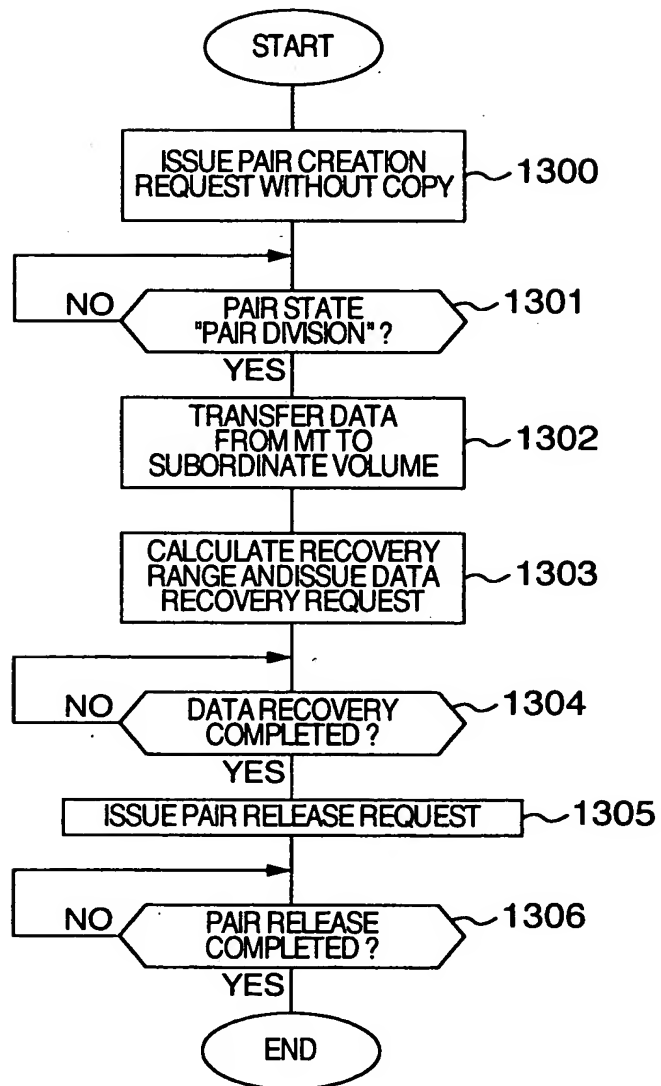 START
ISSUE PAIR CREATION
REQUEST WITHOUT COPY
1300
PAIR STATE
"PAIR DIVISION" ?
1301
NO
YES
TRANSFER DATA
FROM MT TO
SUBORDINATE VOLUME
1302
CALCULATE RECOVERY
RANGE ANDISSUE DATA
RECOVERY REQUEST
1303
DATA RECOVERY
COMPLETED ?
1304
NO
YES
ISSUE PAIR RELEASE REQUEST
1305
PAIR RELEASE
COMPLETED ?
1306
NO
YES
END